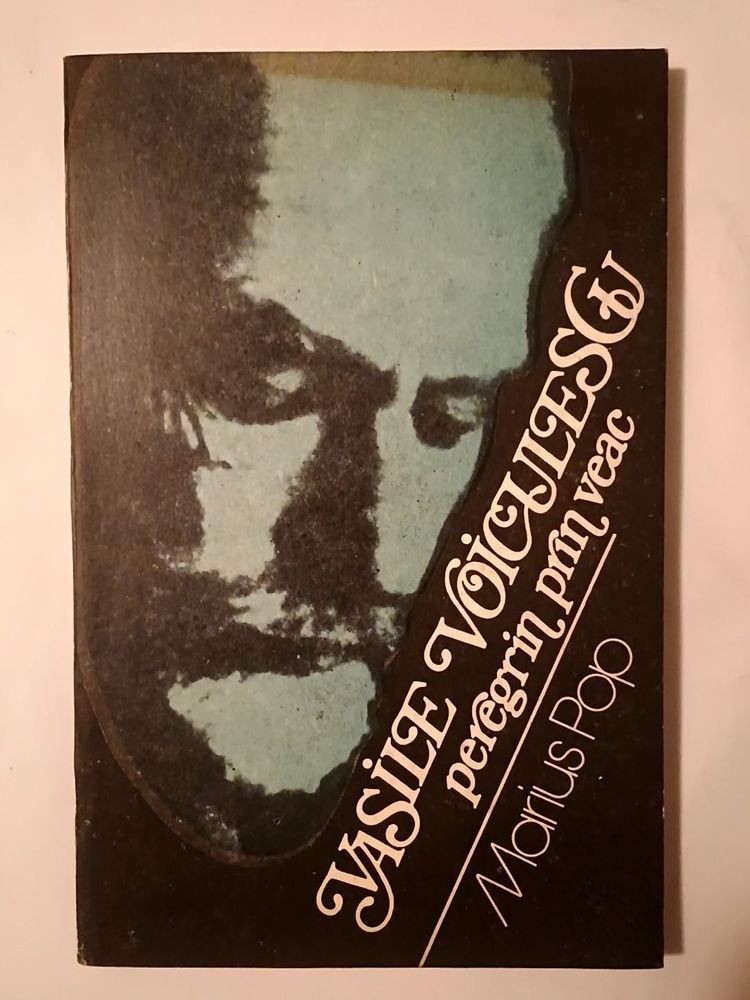 VASILE VOICULESCU
peregrin prin veac
Marius Pop